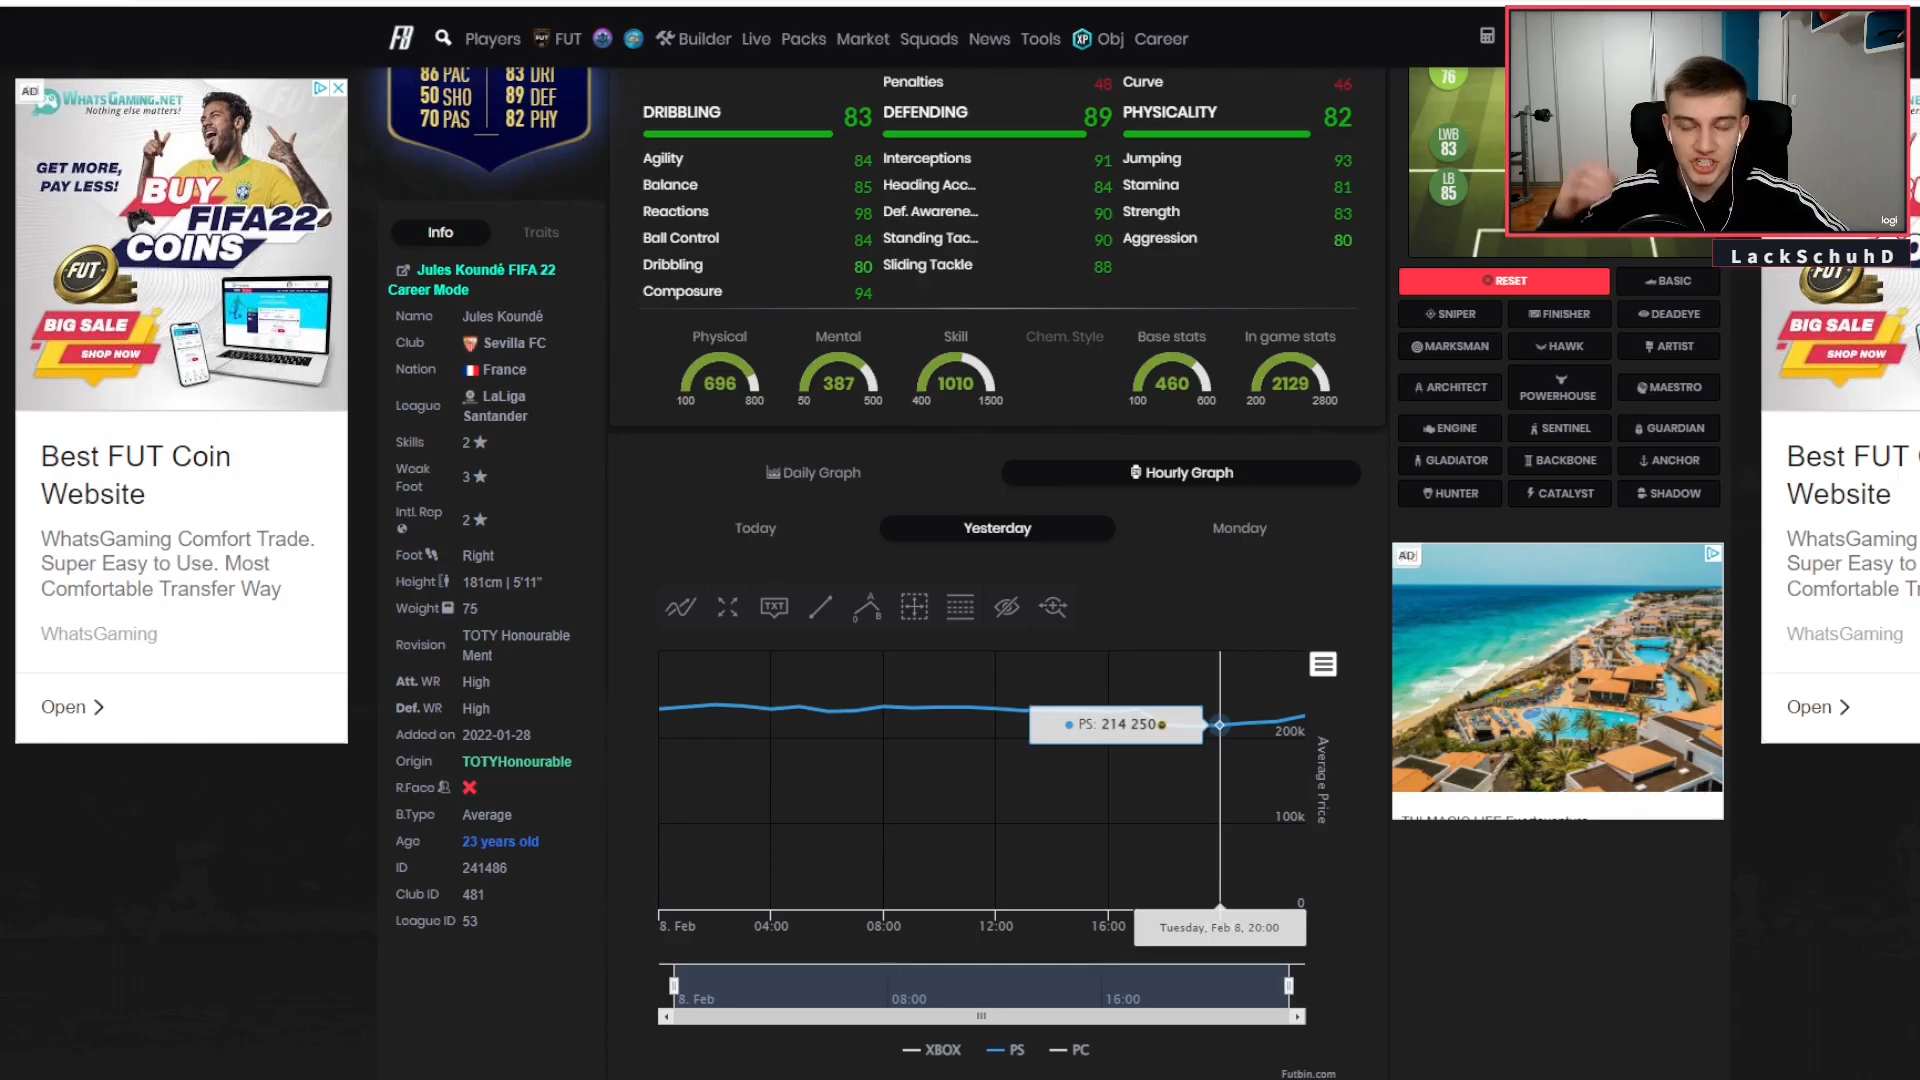 Players FUT Builder Live Packs Market Squads News Tools XP Obj Career
AD
WHATSGAMING.NET
Nothing else matters!
GET MORE,
PAY LESS!
BUY
FIFA22
COINS
FUT
BIG SALE
SHOP NOW
Best FUT Coin
Website
WhatsGaming Comfort Trade.
Super Easy to Use. Most
Comfortable Transfer Way
WhatsGaming
Open
86 PAC 83 DRI
50 SHO 89 DEF
70 PAS 82 PHY
Info Traits
Jules Koundé FIFA 22
Career Mode
Name Jules Koundé
Club Sevilla FC
Nation France
League LaLiga
Santander
Skills 2
Weak
Foot 3
Intl. Rep 2
Foot Right
Height 181cm | 5'11"
Weight 75
Revision TOTY Honourable
Ment
Att. WR High
Def. WR High
Added on 2022-01-28
Origin TOTYHonourable
R.Face
B.Type Average
Age 23 years old
ID 241486
Club ID 481
League ID 53
Penalties 48 Curve 46
DRIBBLING 83 DEFENDING 89 PHYSICALITY 82
Agility 84 Interceptions 91 Jumping 93
Balance 85 Heading Acc... 84 Stamina 81
Reactions 98 Def. Awarene... 90 Strength 83
Ball Control 84 Standing Tac... 90 Aggression 80
Dribbling 80 Sliding Tackle 88
Composure 94
Physical Mental Skill Chem. Style Base stats In game stats
696 387 1010 460 2129
100 800 50 500 400 1500 100 600 200 2800
Daily Graph Hourly Graph
Today Yesterday Monday
TXT
A
0 B
PS: 214 250
200k
100k
0
Average Price
8. Feb 04:00 08:00 12:00 16:00 Tuesday, Feb 8, 20:00
8. Feb 08:00 16:00
XBOX PS PC
Futbin.com
76
LWB
83
LB
85
logi
LackSchuhD
RESET BASIC
SNIPER FINISHER DEADEYE
MARKSMAN HAWK ARTIST
ARCHITECT POWERHOUSE MAESTRO
ENGINE SENTINEL GUARDIAN
GLADIATOR BACKBONE ANCHOR
HUNTER CATALYST SHADOW
AD
FUT
BIG SALE
SHOP NOW
Best FUT
Website
WhatsGaming
Super Easy to
Comfortable
WhatsGaming
Open